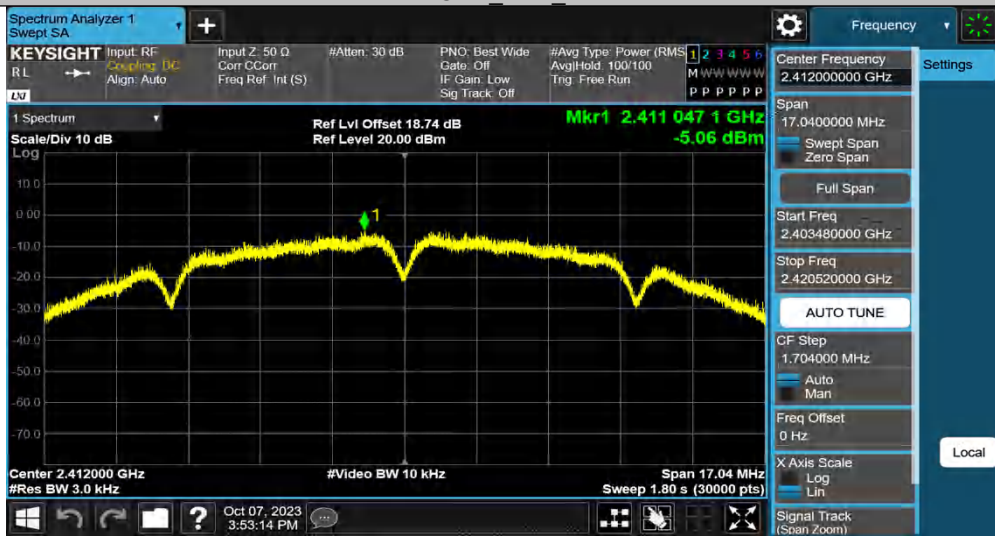 Spectrum Analyzer 1
Swept SA
+
Frequency
KEYSIGHT
RL
LXI
Input: RF
Coupling: DC
Align: Auto
Input Z: 50 Ω
Corr CCorr
Freq Ref: Int (S)
#Atten: 30 dB
PNO: Best Wide
Gate: Off
IF Gain: Low
Sig Track: Off
#Avg Type: Power (RMS
Avg|Hold: 100/100
Trig: Free Run
1 2 3 4 5 6
M W W W W W
P P P P P P
1 Spectrum
Scale/Div 10 dB
Log
Ref Lvl Offset 18.74 dB
Ref Level 20.00 dBm
Mkr1 2.411 047 1 GHz
-5.06 dBm
1
10.0
0.00
-10.0
-20.0
-30.0
-40.0
-50.0
-60.0
-70.0
Center 2.412000 GHz
#Res BW 3.0 kHz
#Video BW 10 kHz
Span 17.04 MHz
Sweep 1.80 s (30000 pts)
?
Oct 07, 2023
3:53:14 PM
Center Frequency
2.412000000 GHz
Span
17.0400000 MHz
Swept Span
Zero Span
Full Span
Start Freq
2.403480000 GHz
Stop Freq
2.420520000 GHz
AUTO TUNE
CF Step
1.704000 MHz
Auto
Man
Freq Offset
0 Hz
X Axis Scale
Log
Lin
Signal Track
(Span Zoom)
Settings
Local